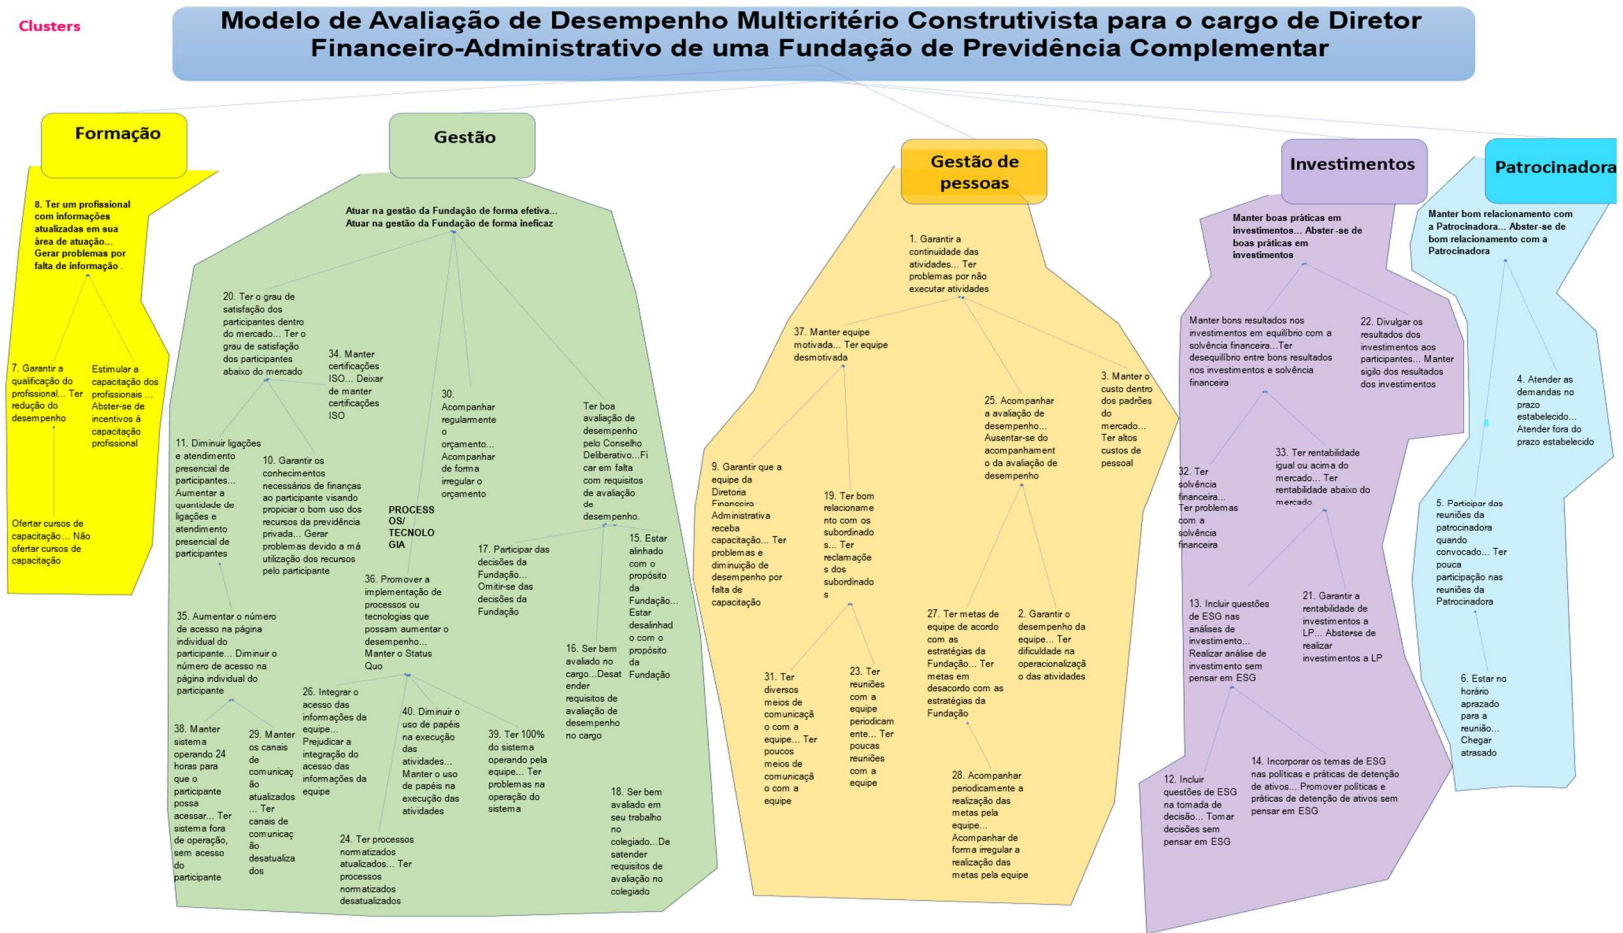 Clusters
Modelo de Avaliação de Desempenho Multicritério Construtivista para o cargo de Diretor
Financeiro-Administrativo de uma Fundação de Previdência Complementar
Formação
8. Ter um profissional
com informações
atualizadas em sua
área de atuação...
Gerar problemas por
falta de informação .
7. Garantir a
qualificação do
profissional... Ter
redução do
desempenho
Estimular a
capacitação dos
profissionais ...
Abster-se de
incentivos á
capacitação
profissional
Ofertar cursos de
capacitação... Não
ofertar cursos de
capacitação
Gestão
Atuar na gestão da Fundação de forma efetiva...
Atuar na gestão da Fundação de forma ineficaz
20. Ter o grau de
satisfação dos
participantes dentro
do mercado... Ter o
grau de satisfação
dos participantes
abaixo do mercado
34. Manter
certificações
ISO... Deixar
de manter
certificações
ISO
30.
Acompanhar
regularmente
o
orçamento...
Acompanhar
de forma
irregular o
orçamento
Ter boa
avaliação de
desempenho
pelo Conselho
Deliberativo...Fi
car em falta
com requisitos
de avaliação
de
desempenho.
11. Diminuir ligações
e atendimento
presencial de
participantes...
Aumentar a
quantidade de
ligações e
atendimento
presencial de
participantes
10. Garantir os
conhecimentos
necessários de finanças
ao participante visando
propiciar o bom uso dos
recursos da previdência
privada... Gerar
problemas devido a má
utilização dos recursos
pelo participante
PROCESS
OS/
TECNOLO
GIA
17. Participar das
decisões da
Fundação...
Omitir-se das
decisões da
Fundação
15. Estar
alinhado
com o
propósito
da
Fundação...
Estar
desalinhad
o com o
propósito
da
Fundação
36. Promover a
implementação de
processos ou
tecnologias que
possam aumentar o
desempenho...
Manter o Status
Quo
35. Aumentar o número
de acesso na página
individual do
participante... Diminuir o
número de acesso na
página individual do
participante
16. Ser bem
avaliado no
cargo...Desat
ender
requisitos de
avaliação de
desempenho
no cargo
38. Manter
sistema
operando 24
horas para
que o
participante
possa
acessar... Ter
sistema fora
de operação,
sem acesso
do
participante
29. Manter
os canais
de
comunicaç
ão
atualizados
... Ter
canais de
comunicaç
ão
desatualiza
dos
26. Integrar o
acesso das
informações da
equipe...
Prejudicar a
integração do
acesso das
informações da
equipe
40. Diminuir o
uso de papéis
na execução
das
atividades...
Manter o uso
de papéis na
execução das
atividades
39. Ter 100%
do sistema
operando pela
equipe... Ter
problemas na
operação do
sistema
24. Ter processos
normatizados
atualizados... Ter
processos
normatizados
desatualizados
18. Ser bem
avaliado em
seu trabalho
no
colegiado...De
satender
requisitos de
avaliação no
colegiado
Gestão de
pessoas
1. Garantir a
continuidade das
atividades... Ter
problemas por não
executar atividades
37. Manter equipe
motivada... Ter equipe
desmotivada
25. Acompanhar
a avaliação de
desempenho...
Ausentar-se do
acompanhament
o da avaliação de
desempenho
3. Manter o
custo dentro
dos padrões
do
mercado...
Ter altos
custos de
pessoal
9. Garantir que a
equipe da
Diretoria
Financeira
Administrativa
receba
capacitação... Ter
problemas e
diminuição de
desempenho por
falta de
capacitação
19. Ter bom
relacioname
nto com os
subordinado
s... Ter
reclamaçõe
s dos
subordinado
s
27. Ter metas de
equipe de acordo
com as
estratégias da
Fundação... Ter
metas em
desacordo com as
estratégias da
Fundação
2. Garantir o
desempenho da
equipe... Ter
dificuldade na
operacionalizaçã
o das atividades
31. Ter
diversos
meios de
comunicaçã
o com a
equipe... Ter
poucos
meios de
comunicaçã
o com a
equipe
23. Ter
reuniões
com a
equipe
periodicam
ente... Ter
poucas
reuniões
com a
equipe
28. Acompanhar
periodicamente a
realização das
metas pela
equipe...
Acompanhar de
forma irregular a
realização das
metas pela equipe
Investimentos
Manter boas práticas em
investimentos... Abster-se de
boas práticas em
investimentos
Manter bons resultados nos
investimentos em equilíbrio com a
solvência financeira...Ter
desequilíbrio entre bons resultados
nos investimentos e solvência
financeira
22. Divulgar os
resultados dos
investimentos aos
participantes... Manter
sigilo dos resultados
dos investimentos
32. Ter
solvência
financeira...
Ter problemas
com a
solvência
financeira
33. Ter rentabilidade
igual ou acima do
mercado... Ter
rentabilidade abaixo do
mercado
13. Incluir questões
de ESG nas
análises de
investimento...
Realizar análise de
investimento sem
pensar em ESG
21. Garantir a
rentabilidade de
investimentos a
LP... Absterse de
realizar
investimentos a LP
12. Incluir
questões de ESG
na tomada de
decisão... Tomar
decisões sem
pensar em ESG
14. Incorporar os temas de ESG
nas políticas e práticas de detenção
de ativos... Promover políticas e
práticas de detenção de ativos sem
pensar em ESG
Patrocinadora
Manter bom relacionamento com
a Patrocinadora... Abster-se de
bom relacionamento com a
Patrocinadora
4. Atender as
demandas no
prazo
estabelecido...
Atender fora do
prazo estabelecido
5. Participar das
reuniões da
patrocinadora
quando
convocado... Ter
pouca
participação nas
reuniões da
Patrocinadora
6. Estar no
horário
aprazado
para a
reunião...
Chegar
atrasado